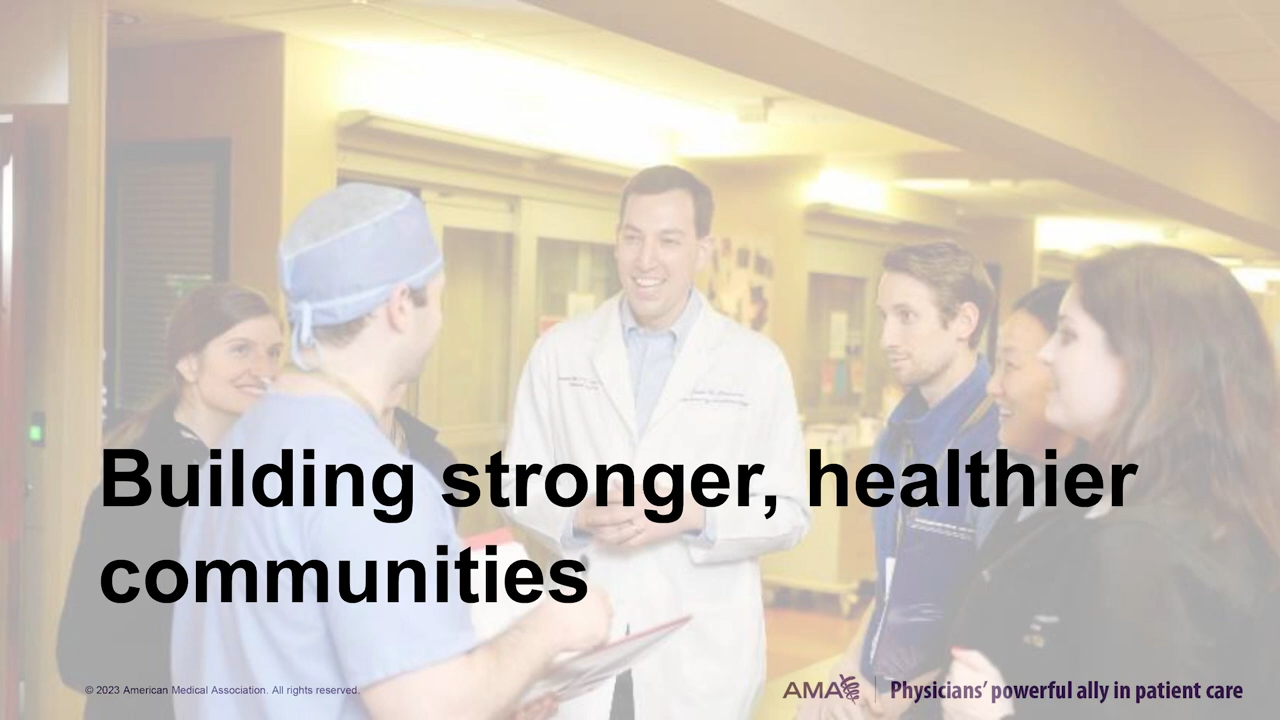 Building stronger, healthier
communities
© 2023 American Medical Association. All rights reserved.
AMA
Physicians’ powerful ally in patient care